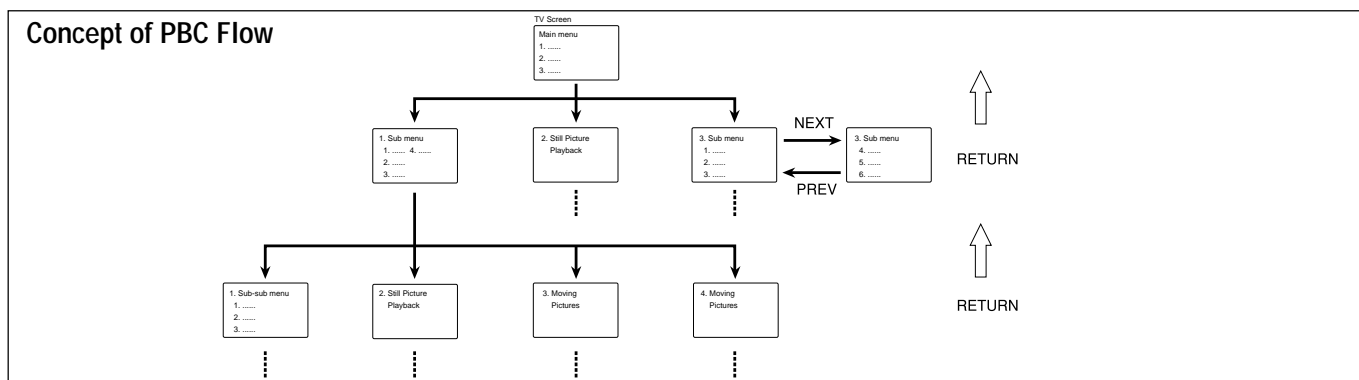 Concept of PBC Flow
TV Screen
Main menu
1. ......
2. ......
3. ......
1. Sub menu
1. ...... 4. ......
2. ......
3. ......
2. Still Picture
Playback
3. Sub menu
1. ......
2. ......
3. ......
NEXT
PREV
3. Sub menu
4. ......
5. ......
6. ......
RETURN
1. Sub-sub menu
1. ......
2. ......
3. ......
2. Still Picture
Playback
3. Moving
Pictures
4. Moving
Pictures
RETURN